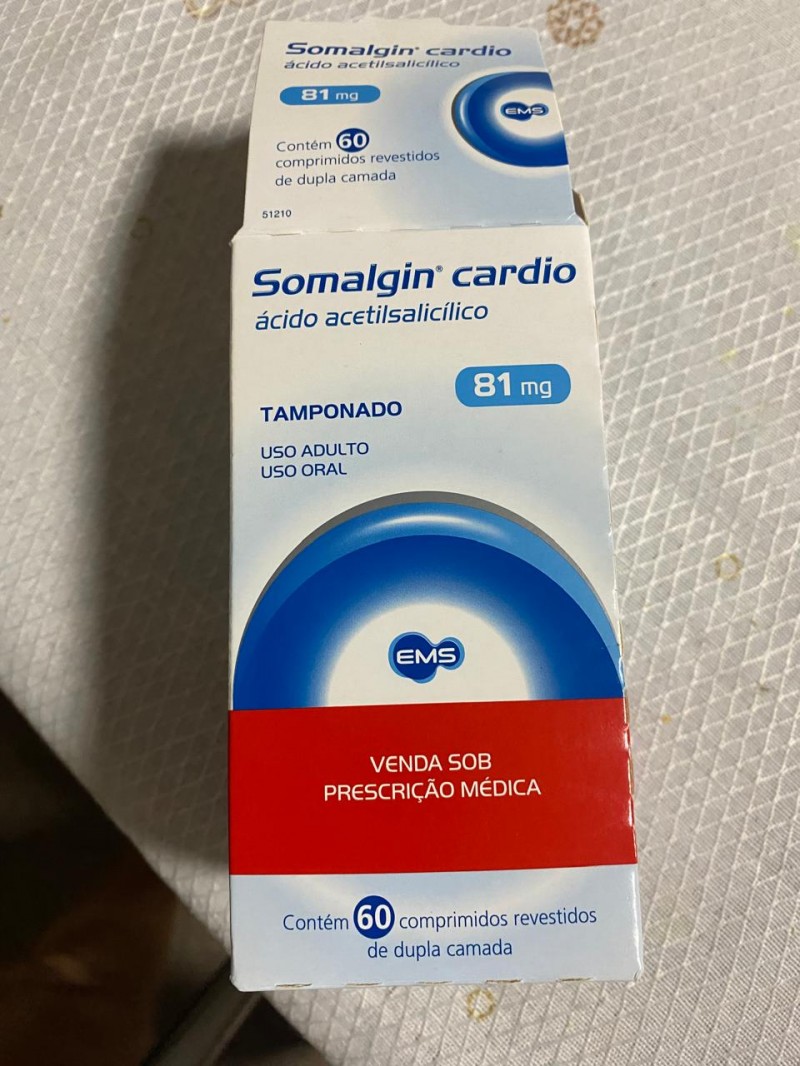 Somalgin® cardio
ácido acetilsalicílico
81 mg
EMS
Contém 60
comprimidos revestidos
de dupla camada
51210
Somalgin® cardio
ácido acetilsalicílico
81 mg
TAMPONADO
USO ADULTO
USO ORAL
EMS
VENDA SOB
PRESCRIÇÃO MÉDICA
Contém 60 comprimidos revestidos
de dupla camada